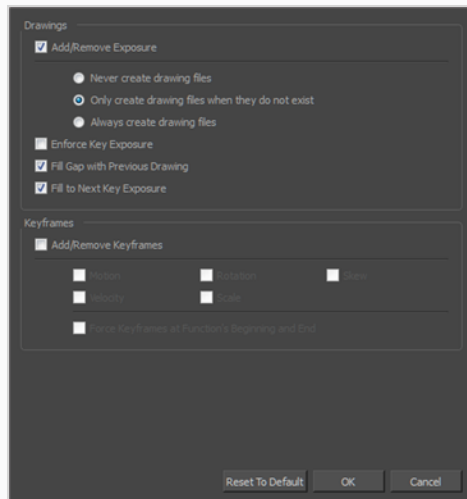 Drawings
Add/Remove Exposure
Never create drawing files
Only create drawing files when they do not exist
Always create drawing files
Enforce Key Exposure
Fill Gap with Previous Drawing
Fill to Next Key Exposure
Keyframes
Add/Remove Keyframes
Motion Rotation Skew
Velocity Scale
Force Keyframes at Function's Beginning and End
Reset To Default OK Cancel